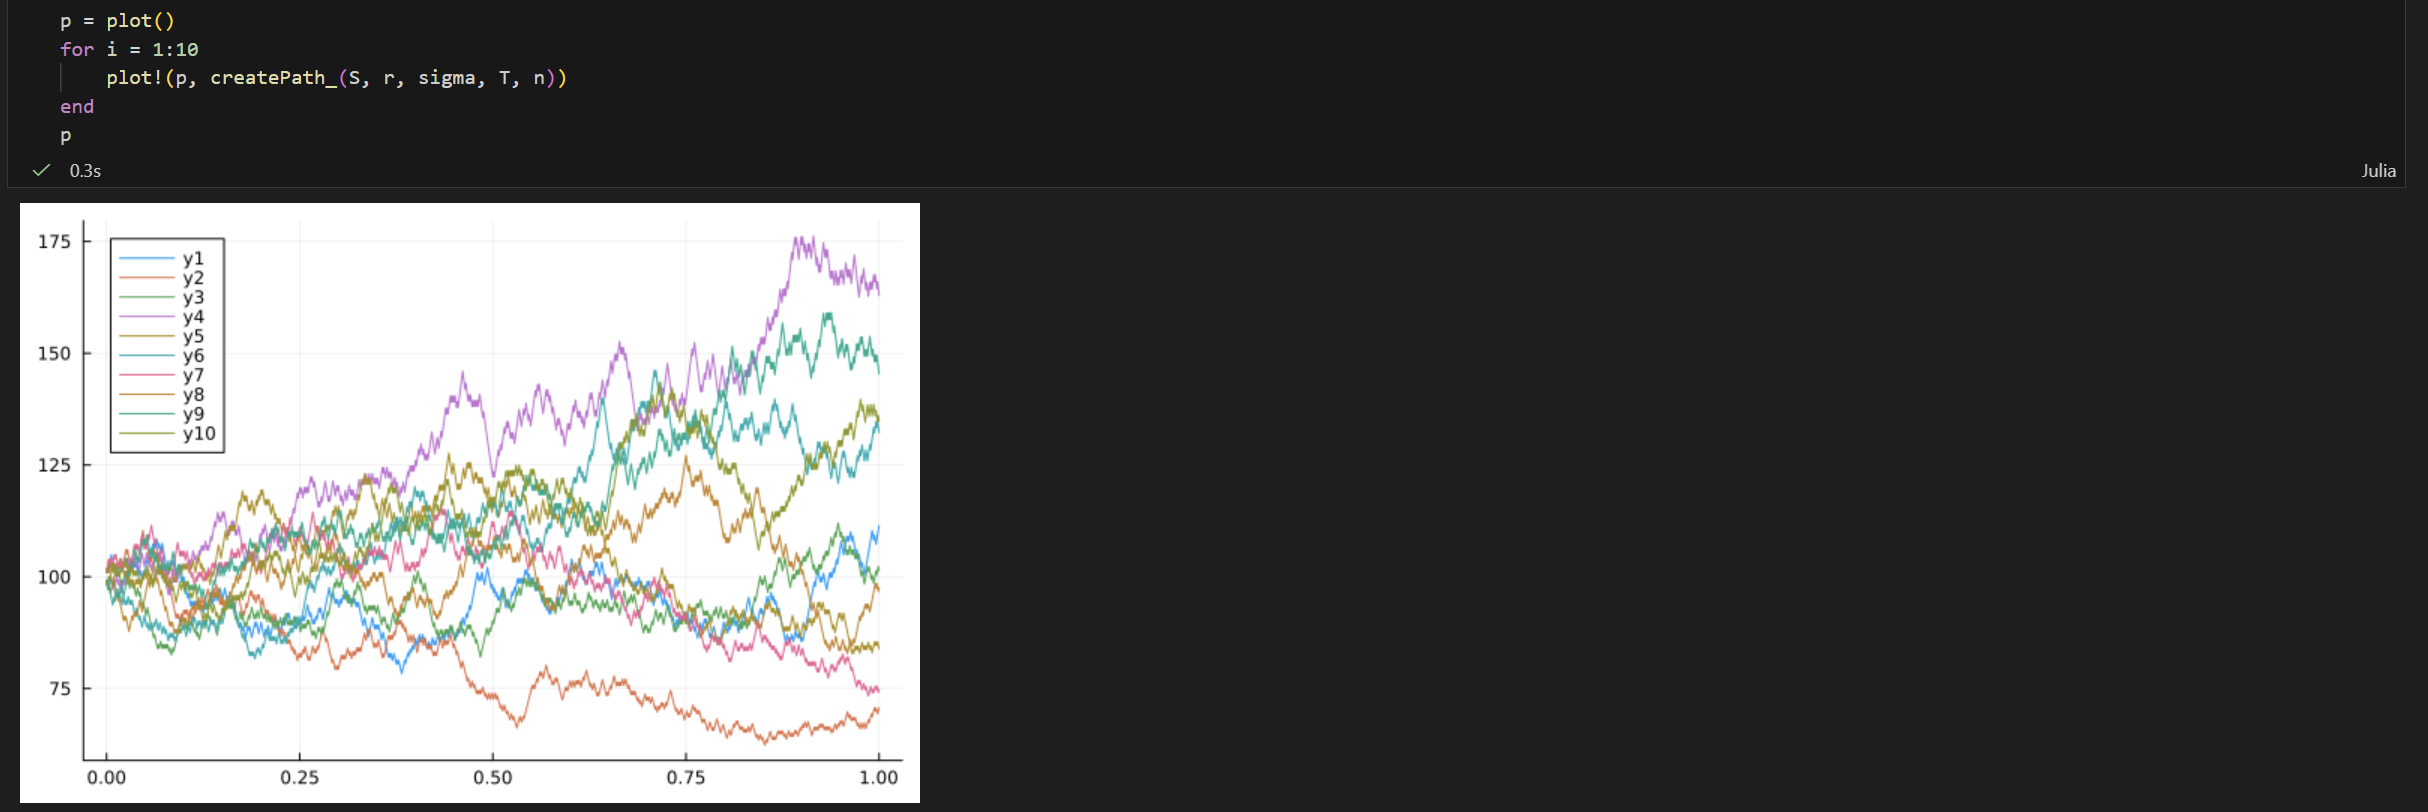 p = plot()
for i = 1:10
    plot!(p, createPath_(S, r, sigma, T, n))
end
p
0.3s
Julia
175
150
125
100
75
y1
y2
y3
y4
y5
y6
y7
y8
y9
y10
0.00 0.25 0.50 0.75 1.00